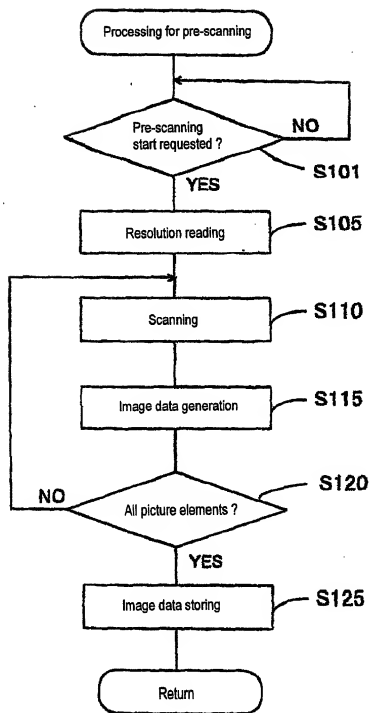 Processing for pre-scanning
Pre-scanning
start requested ?
NO
S101
YES
Resolution reading
S105
Scanning
S110
Image data generation
S115
NO
S120
All picture elements ?
YES
Image data storing
S125
Return